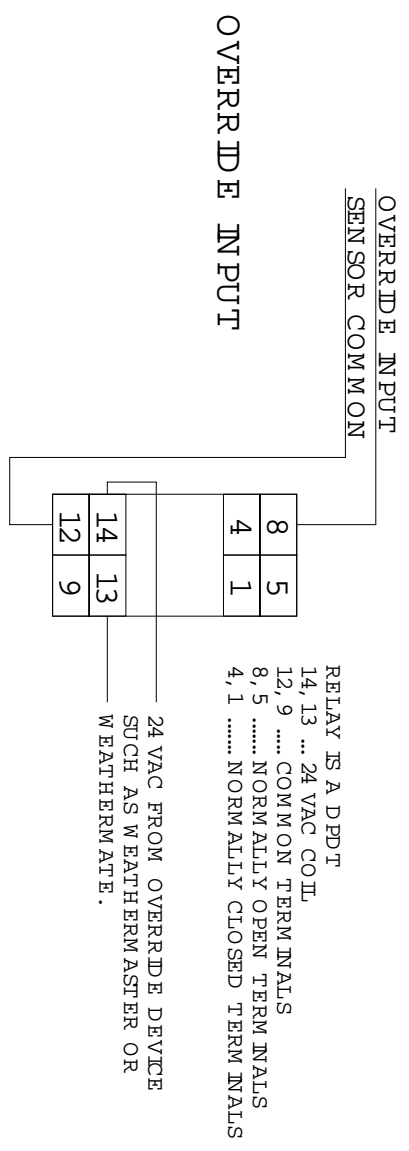 OVERRIDE INPUT
OVERRIDE INPUT
SENSOR COMMON
8 5
4 1
14 13
12 9
RELAY IS A DPDT
14, 13 ... 24 VAC COIL
12, 9 ..... COMMON TERMINALS
8, 5 ....... NORMALLY OPEN TERMINALS
4, 1 ....... NORMALLY CLOSED TERMINALS
24 VAC FROM OVERRIDE DEVICE
SUCH AS WEATHERMASTER OR
WEATHERMATE.